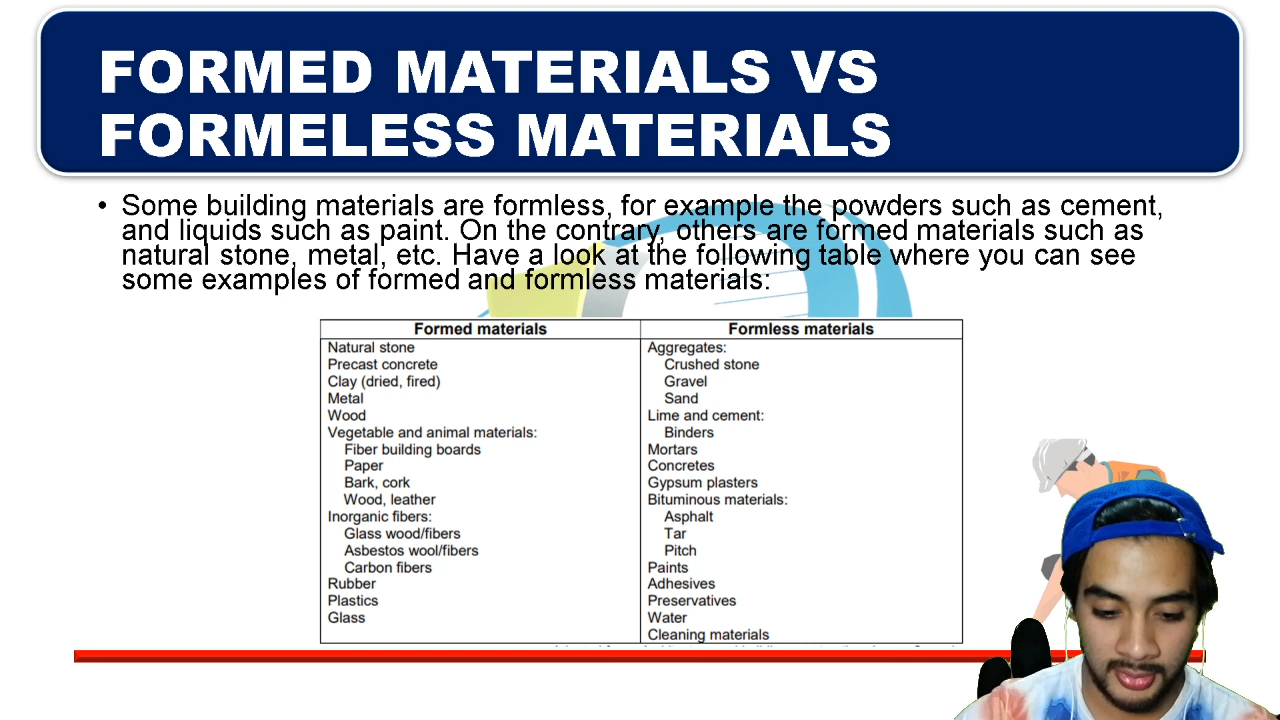 FORMED MATERIALS VS
FORMELESS MATERIALS
• Some building materials are formless, for example the powders such as cement,
and liquids such as paint. On the contrary, others are formed materials such as
natural stone, metal, etc. Have a look at the following table where you can see
some examples of formed and formless materials:
Formed materials
Natural stone
Precast concrete
Clay (dried, fired)
Metal
Wood
Vegetable and animal materials:
Fiber building boards
Paper
Bark, cork
Wood, leather
Inorganic fibers:
Glass wood/fibers
Asbestos wool/fibers
Carbon fibers
Rubber
Plastics
Glass
Formless materials
Aggregates:
Crushed stone
Gravel
Sand
Lime and cement:
Binders
Mortars
Concretes
Gypsum plasters
Bituminous materials:
Asphalt
Tar
Pitch
Paints
Adhesives
Preservatives
Water
Cleaning materials